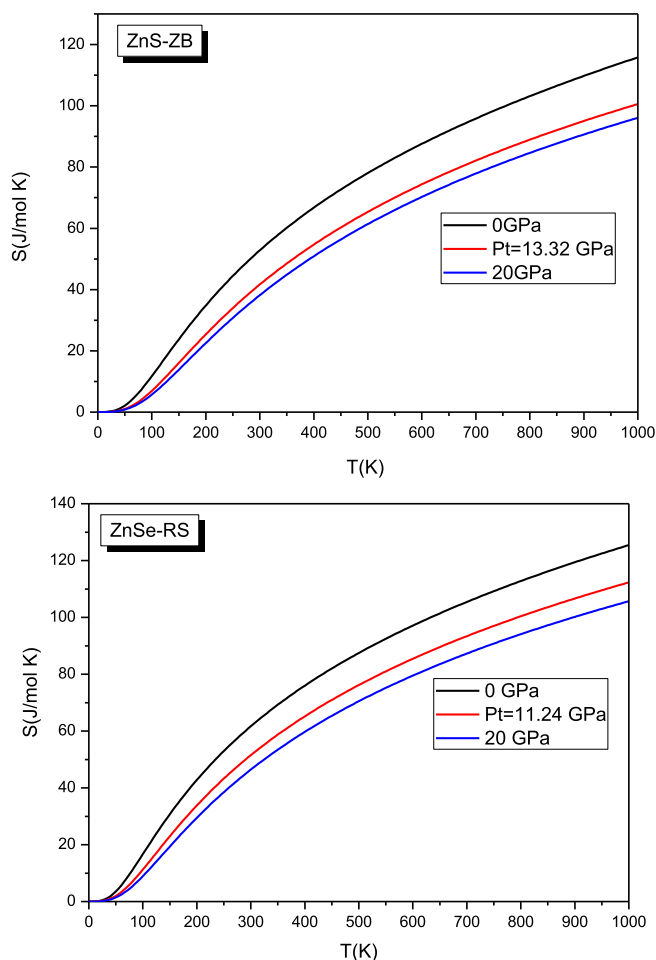 ZnS-ZB
120
100
80
60
40
20
0
S(J/mol K)
0GPa
Pt=13.32 GPa
20GPa
0 100 200 300 400 500 600 700 800 900 1000
T(K)
ZnSe-RS
140
120
100
80
60
40
20
0
S(J/mol K)
0 GPa
Pt=11.24 GPa
20 GPa
0 100 200 300 400 500 600 700 800 900 1000
T(K)